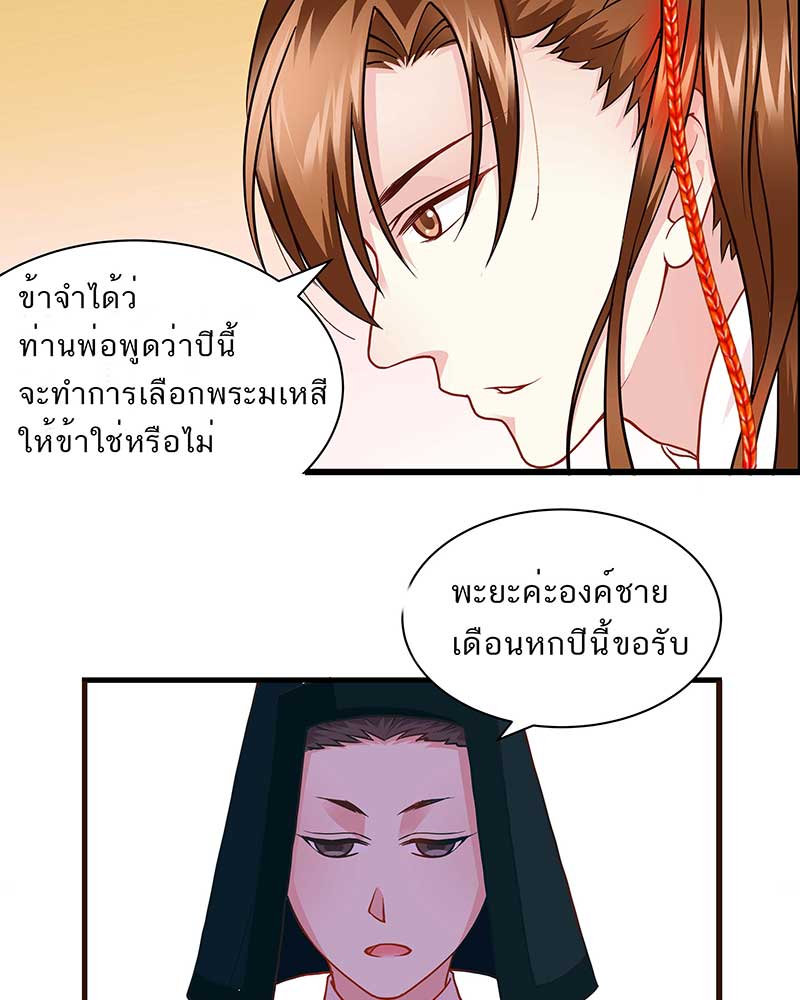 ข้าจำได้ว่
ท่านพ่อพูดว่าปีนี้
จะทำการเลือกพระมเหสี
ให้ข้าใช่หรือไม่
พะยะค่ะองค์ชาย
เดือนหกปีนี้ขอรับ